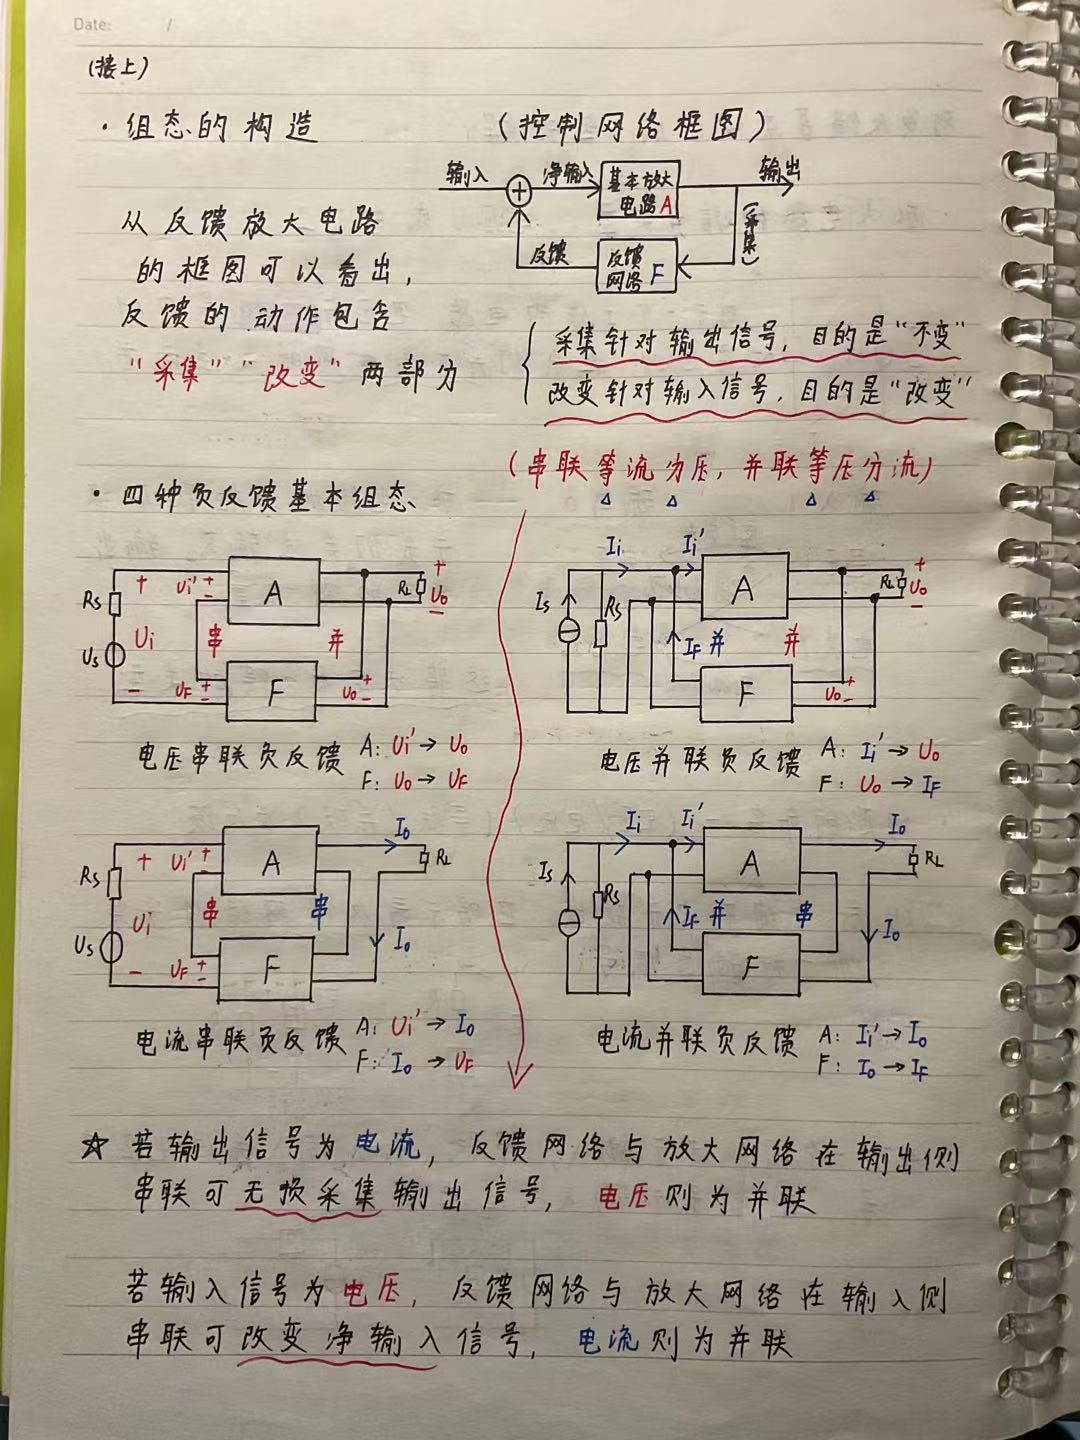 Date: /
(接上)
·组态的构造 (控制网络框图)
输入 净输入 基本放大电路A 输出
(采集)
反馈 反馈网络F
从反馈放大电路
的框图可以看出,
反馈的动作包含
"采集""改变"两部分
采集针对输出信号,目的是"不变"
改变针对输入信号,目的是"改变"
(串联等流分压,并联等压分流)
·四种负反馈基本组态
Rs Us + Ui − Ui' + − A 串 并 UF + − F Uo + − RL + Uo −
电压串联负反馈 A: Ui'→Uo
F: Uo→UF
Is Rs Ii Ii' A IF 并 并 F Uo + − RL + Uo −
电压并联负反馈 A: Ii'→Uo
F: Uo→IF
Rs Us + Ui − Ui' + − A Io RL 串 串 UF + − F Io
电流串联负反馈 A: Ui'→Io
F: Io→UF
Is Rs Ii Ii' A Io RL IF 并 串 F Io
电流并联负反馈 A: Ii'→Io
F: Io→IF
☆ 若输出信号为电流,反馈网络与放大网络在输出侧
串联可无损采集输出信号,电压则为并联
若输入信号为电压,反馈网络与放大网络在输入侧
串联可改变净输入信号,电流则为并联